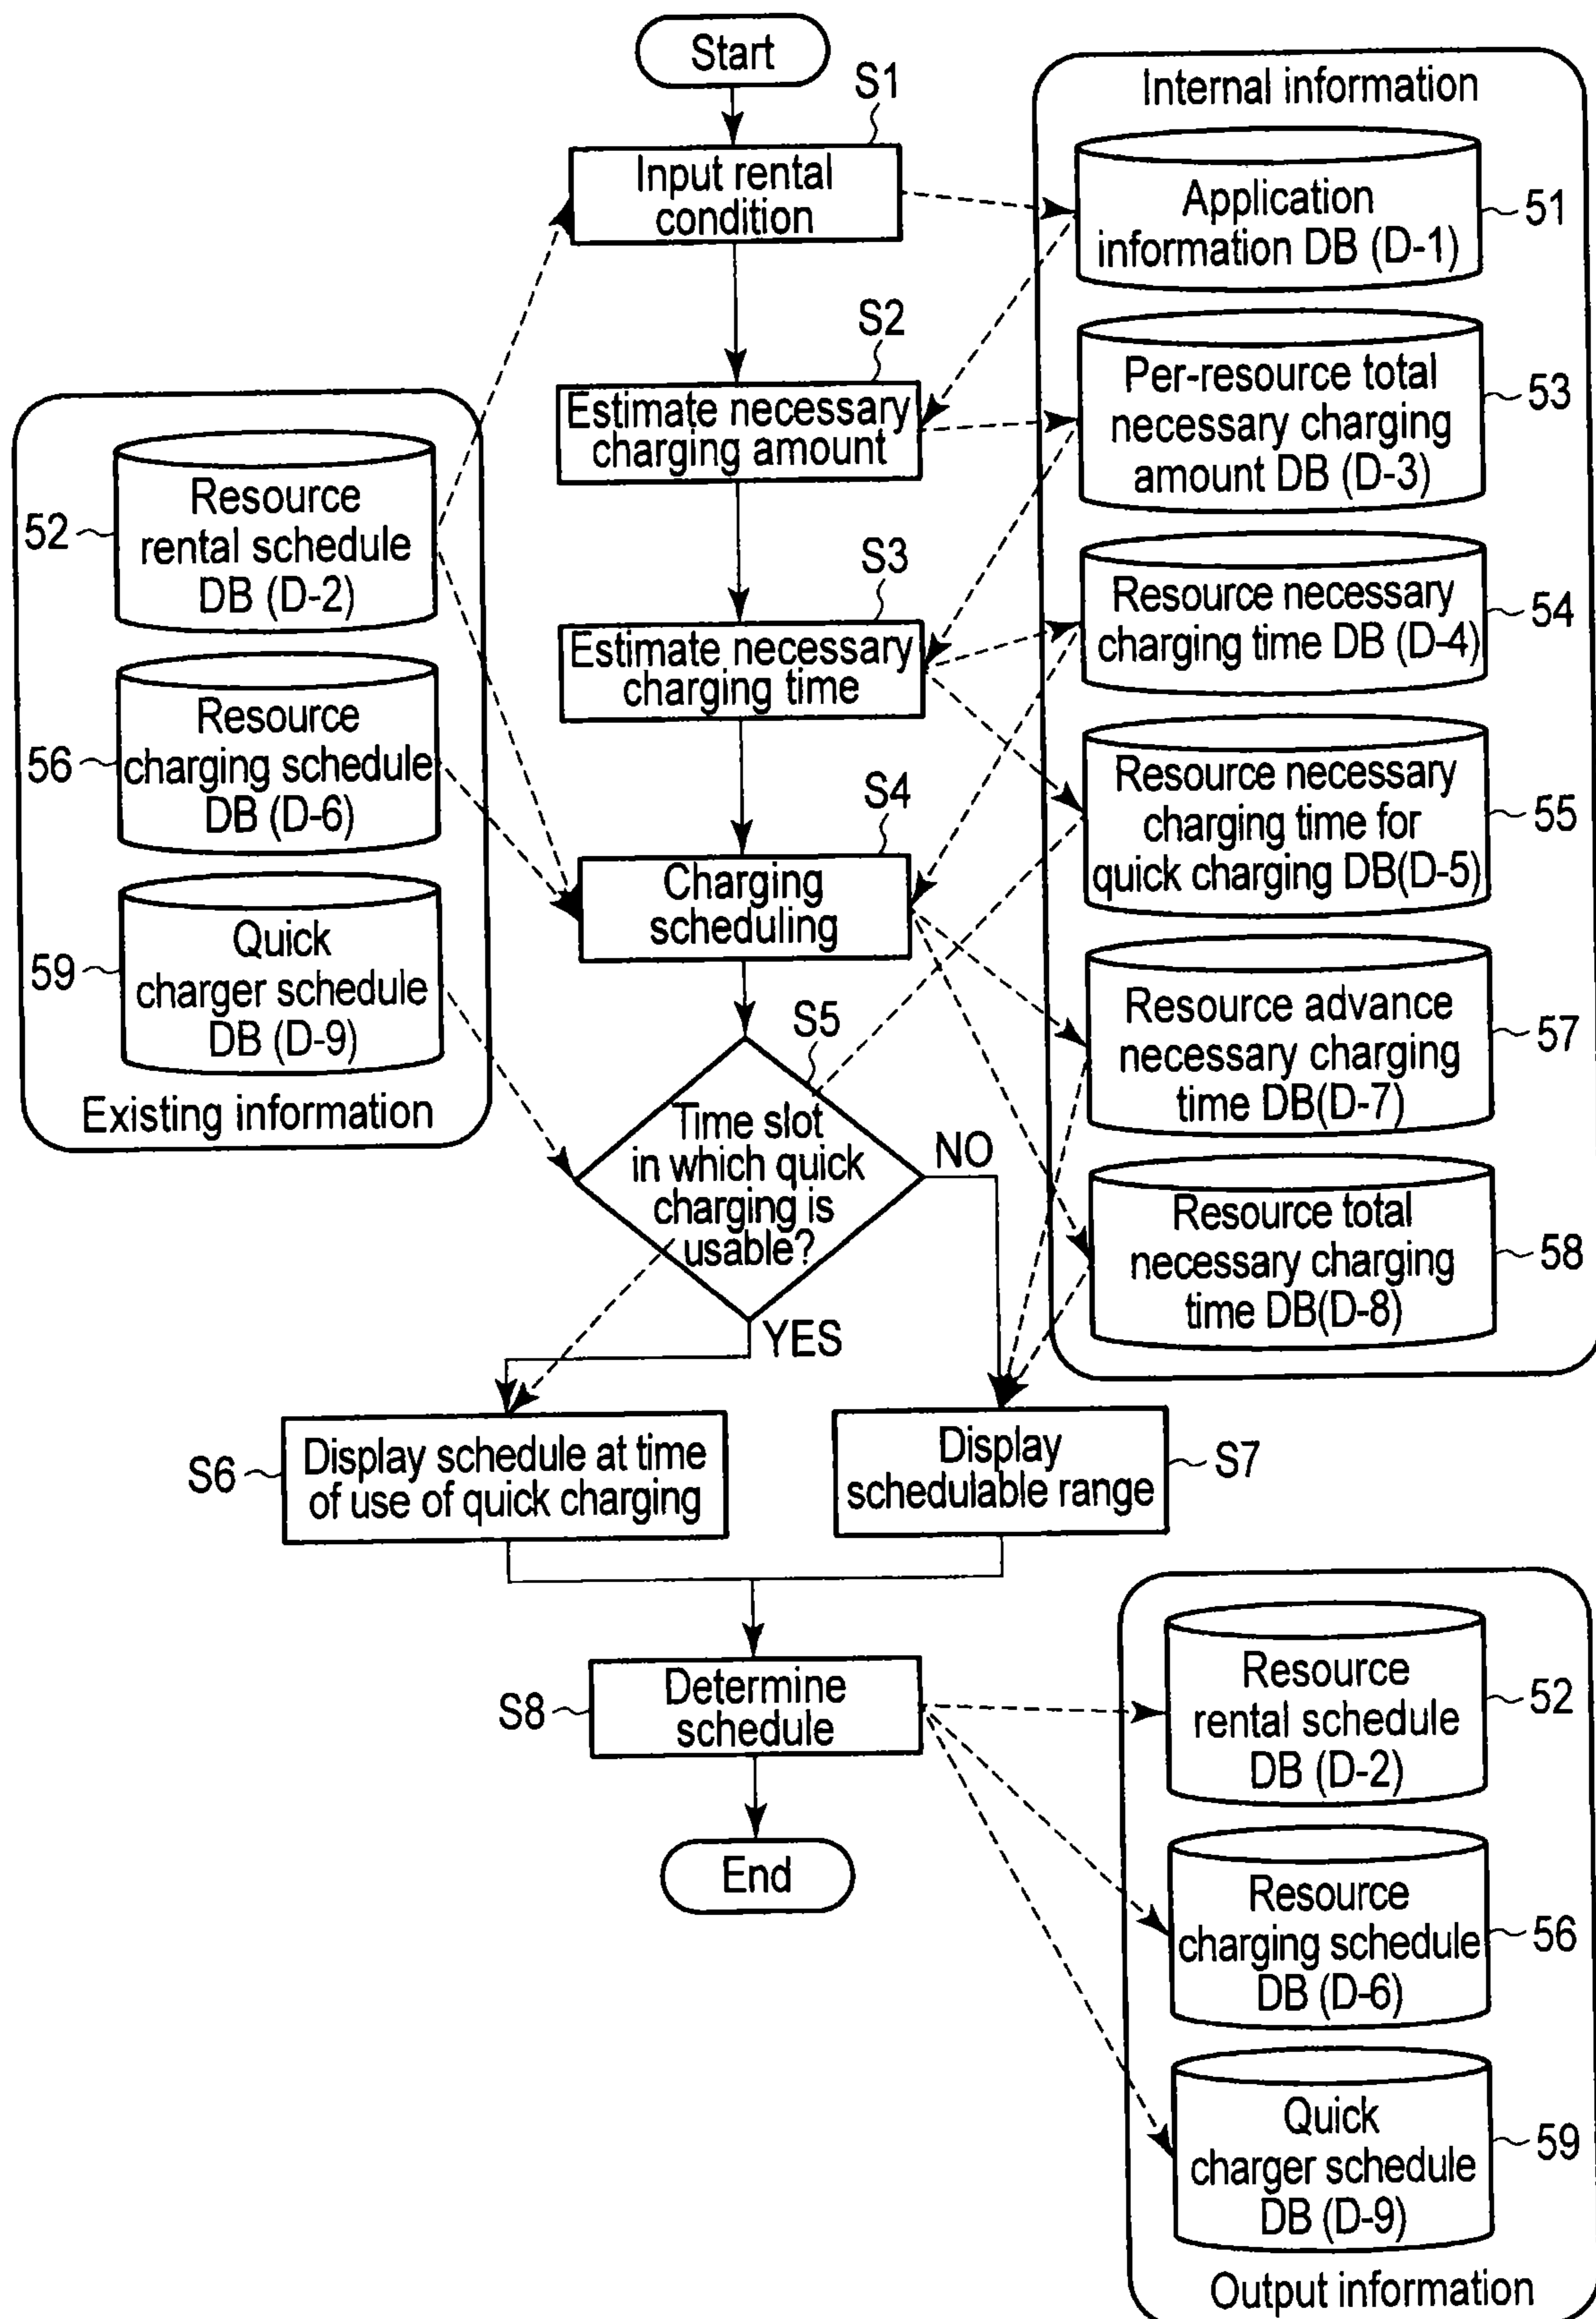 Start
S1
Input rental
condition
S2
Estimate necessary
charging amount
S3
Estimate necessary
charging time
S4
Charging
scheduling
S5
Time slot
in which quick
charging is
usable?
NO
YES
S6
Display schedule at time
of use of quick charging
Display
schedulable range
S7
S8
Determine
schedule
End
52
Resource
rental schedule
DB (D-2)
56
Resource
charging schedule
DB (D-6)
59
Quick
charger schedule
DB (D-9)
Existing information
Internal information
Application
information DB (D-1)
51
Per-resource total
necessary charging
amount DB (D-3)
53
Resource necessary
charging time DB (D-4)
54
Resource necessary
charging time for
quick charging DB(D-5)
55
Resource advance
necessary charging
time DB(D-7)
57
Resource total
necessary charging
time DB(D-8)
58
Resource
rental schedule
DB (D-2)
52
Resource
charging schedule
DB (D-6)
56
Quick
charger schedule
DB (D-9)
59
Output information